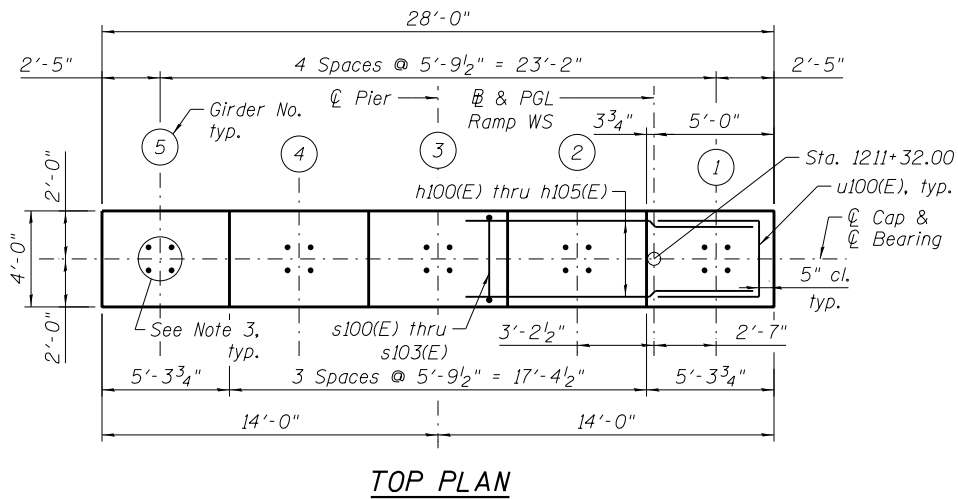 28'-0"
2'-5"
4 Spaces @ 5'-9½" = 23'-2"
2'-5"
Girder No.
typ.
℄ Pier
& PGL
Ramp WS
3¾"
5'-0"
5
4
3
2
1
Sta. 1211+32.00
u100(E), typ.
h100(E) thru h105(E)
℄ Cap &
℄ Bearing
2'-0"
4'-0"
2'-0"
5" cl.
typ.
See Note 3,
typ.
s100(E) thru
s103(E)
3'-2½"
2'-7"
5'-3¾"
3 Spaces @ 5'-9½" = 17'-4½"
5'-3¾"
14'-0"
14'-0"
TOP PLAN